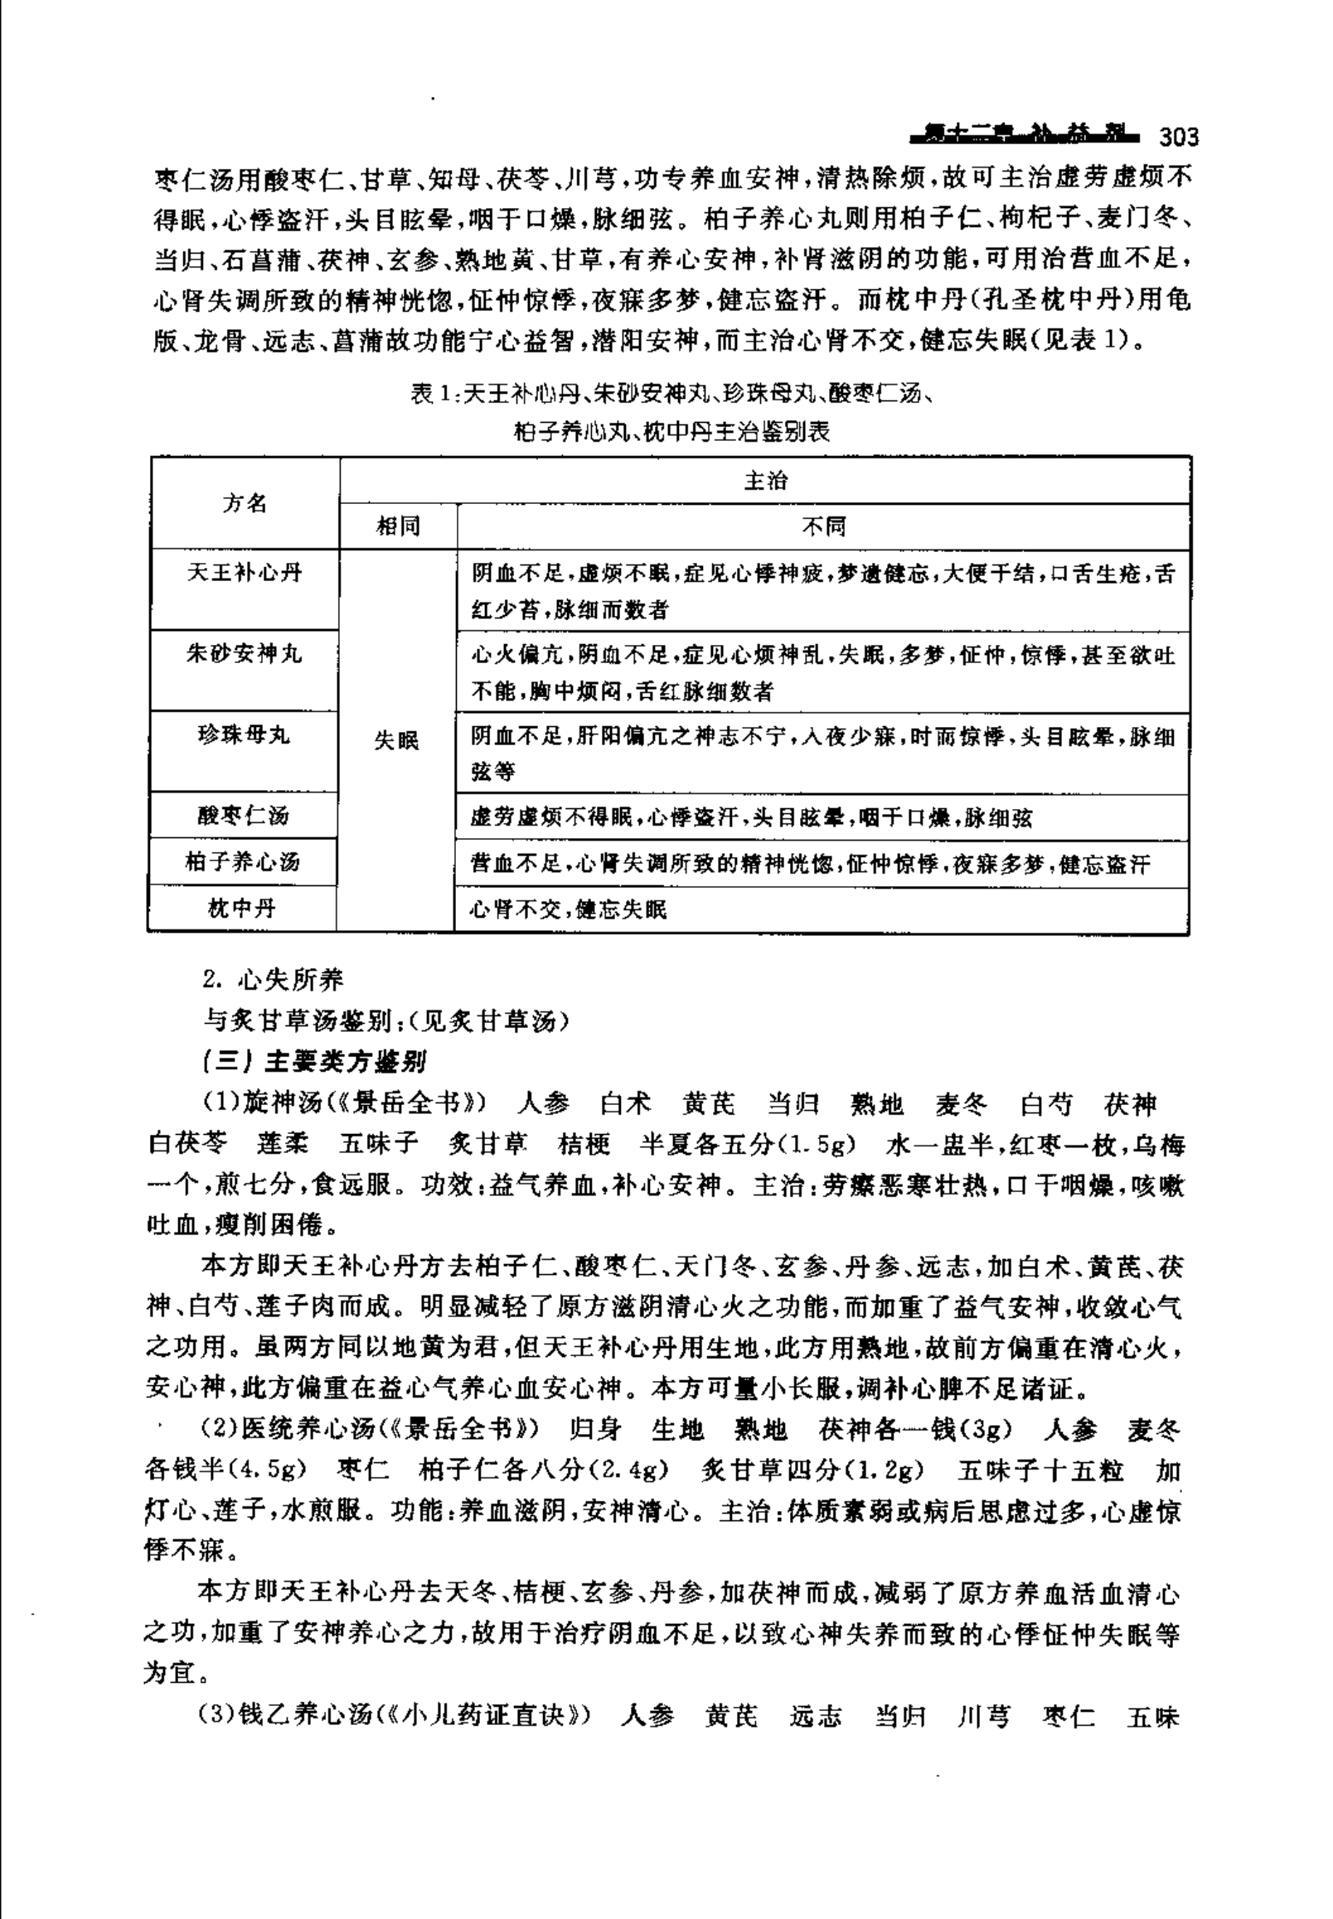 第十二章 补益剂 303
枣仁汤用酸枣仁、甘草、知母、茯苓、川芎,功专养血安神,清热除烦,故可主治虚劳虚烦不
得眠,心悸盗汗,头目眩晕,咽干口燥,脉细弦。柏子养心丸则用柏子仁、枸杞子、麦门冬、
当归、石菖蒲、茯神、玄参、熟地黄、甘草,有养心安神,补肾滋阴的功能,可用治营血不足,
心肾失调所致的精神恍惚,怔忡惊悸,夜寐多梦,健忘盗汗。而枕中丹(孔圣枕中丹)用龟
版、龙骨、远志、菖蒲故功能宁心益智,潜阳安神,而主治心肾不交,健忘失眠(见表1)。
表1:天王补心丹、朱砂安神丸、珍珠母丸、酸枣仁汤、
柏子养心丸、枕中丹主治鉴别表
方名
主治
相同
不同
天王补心丹
失眠
阴血不足,虚烦不眠,症见心悸神疲,梦遗健忘,大便干结,口舌生疮,舌
红少苔,脉细而数者
朱砂安神丸
心火偏亢,阴血不足,症见心烦神乱,失眠,多梦,怔忡,惊悸,甚至欲吐
不能,胸中烦闷,舌红脉细数者
珍珠母丸
阴血不足,肝阳偏亢之神志不宁,入夜少寐,时而惊悸,头目眩晕,脉细
弦等
酸枣仁汤
虚劳虚烦不得眠,心悸盗汗,头目眩晕,咽干口燥,脉细弦
柏子养心汤
营血不足,心肾失调所致的精神恍惚,怔忡惊悸,夜寐多梦,健忘盗汗
枕中丹
心肾不交,健忘失眠
2. 心失所养
与炙甘草汤鉴别:(见炙甘草汤)
(三) 主要类方鉴别
(1)旋神汤(《景岳全书》) 人参 白术 黄芪 当归 熟地 麦冬 白芍 茯神
白茯苓 莲柔 五味子 炙甘草 桔梗 半夏各五分(1.5g) 水一盅半,红枣一枚,乌梅
一个,煎七分,食远服。功效:益气养血,补心安神。主治:劳瘵恶寒壮热,口干咽燥,咳嗽
吐血,瘦削困倦。
本方即天王补心丹方去柏子仁、酸枣仁、天门冬、玄参、丹参、远志,加白术、黄芪、茯
神、白芍、莲子肉而成。明显减轻了原方滋阴清心火之功能,而加重了益气安神,收敛心气
之功用。虽两方同以地黄为君,但天王补心丹用生地,此方用熟地,故前方偏重在清心火,
安心神,此方偏重在益心气养心血安心神。本方可量小长服,调补心脾不足诸证。
(2)医统养心汤(《景岳全书》) 归身 生地 熟地 茯神各一钱(3g) 人参 麦冬
各钱半(4.5g) 枣仁 柏子仁各八分(2.4g) 炙甘草四分(1.2g) 五味子十五粒 加
灯心、莲子,水煎服。功能:养血滋阴,安神清心。主治:体质素弱或病后思虑过多,心虚惊
悸不寐。
本方即天王补心丹去天冬、桔梗、玄参、丹参,加茯神而成,减弱了原方养血活血清心
之功,加重了安神养心之力,故用于治疗阴血不足,以致心神失养而致的心悸怔忡失眠等
为宜。
(3)钱乙养心汤(《小儿药证直诀》) 人参 黄芪 远志 当归 川芎 枣仁 五味